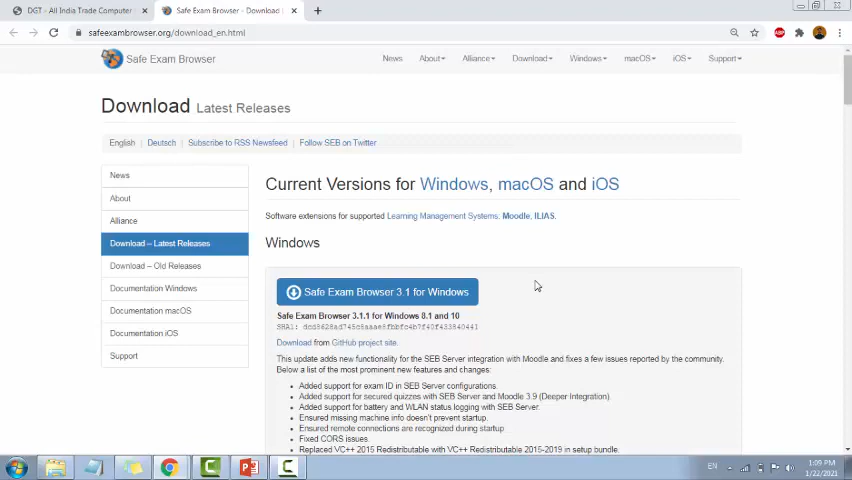 DGT - All India Trade Computer
Safe Exam Browser - Download |
safeexambrowser.org/download_en.html
Safe Exam Browser
News About Alliance Download Windows macOS iOS Support
Download Latest Releases
English Deutsch Subscribe to RSS Newsfeed Follow SEB on Twitter
News
About
Alliance
Download – Latest Releases
Download – Old Releases
Documentation Windows
Documentation macOS
Documentation iOS
Support
Current Versions for Windows, macOS and iOS
Software extensions for supported Learning Management Systems: Moodle, ILIAS.
Windows
Safe Exam Browser 3.1 for Windows
Safe Exam Browser 3.1.1 for Windows 8.1 and 10
SHA1:
Download from GitHub project site.
This update adds new functionality for the SEB Server integration with Moodle and fixes a few issues reported by the community.
Below a list of the most prominent new features and changes:
• Added support for exam ID in SEB Server configurations.
• Added support for secured quizzes with SEB Server and Moodle 3.9 (Deeper Integration).
• Added support for battery and WLAN status logging with SEB Server.
• Ensured missing machine info doesn't prevent startup.
• Ensured remote connections are recognized during startup
• Fixed CORS issues.
• Replaced VC++ 2015 Redistributable with VC++ Redistributable 2015-2019 in setup bundle.
EN
1:09 PM
1/22/2021